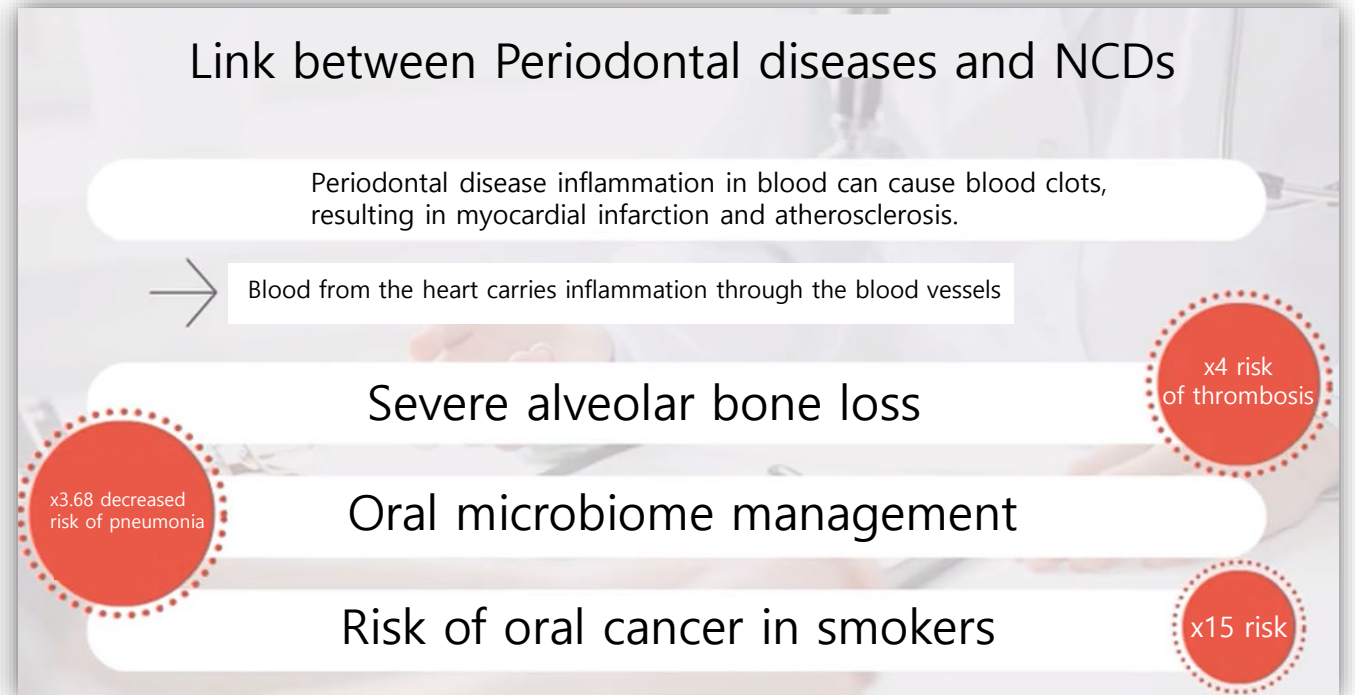 Link between Periodontal diseases and NCDs
Periodontal disease inflammation in blood can cause blood clots,
resulting in myocardial infarction and atherosclerosis.
Blood from the heart carries inflammation through the blood vessels
x4 risk
of thrombosis
Severe alveolar bone loss
x3.68 decreased
risk of pneumonia
Oral microbiome management
Risk of oral cancer in smokers
x15 risk